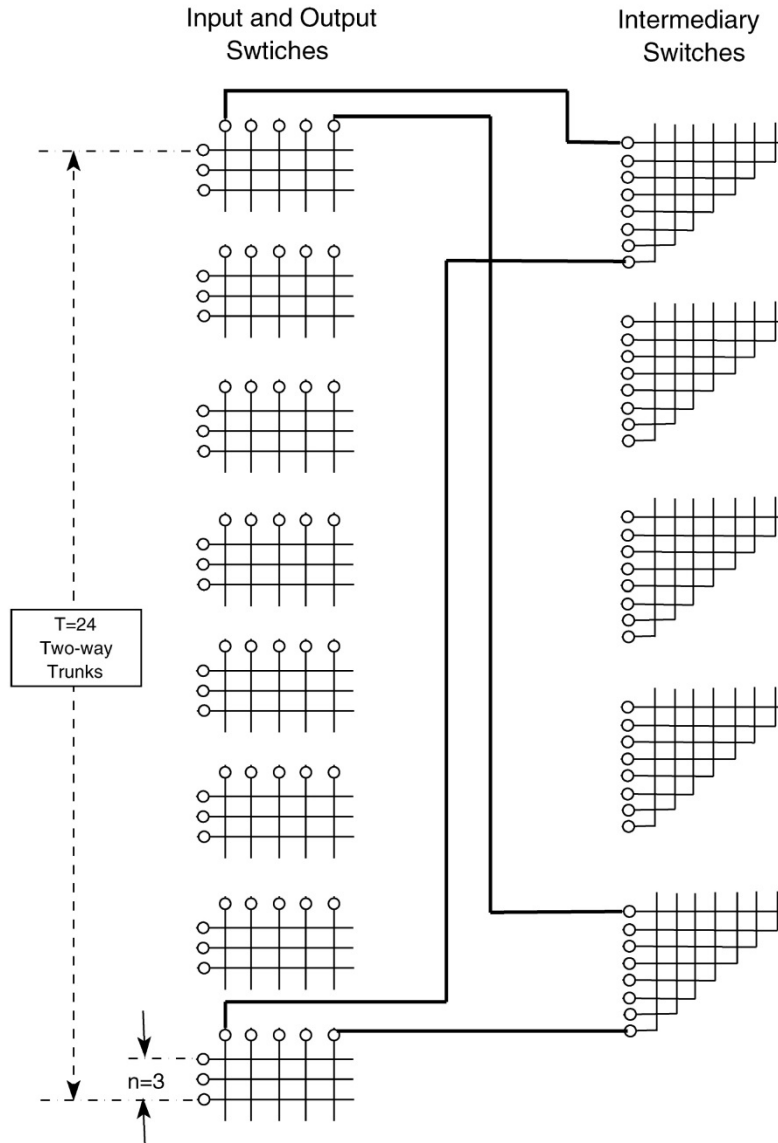 Input and Output
Swtiches
Intermediary
Switches
T=24
Two-way
Trunks
n=3